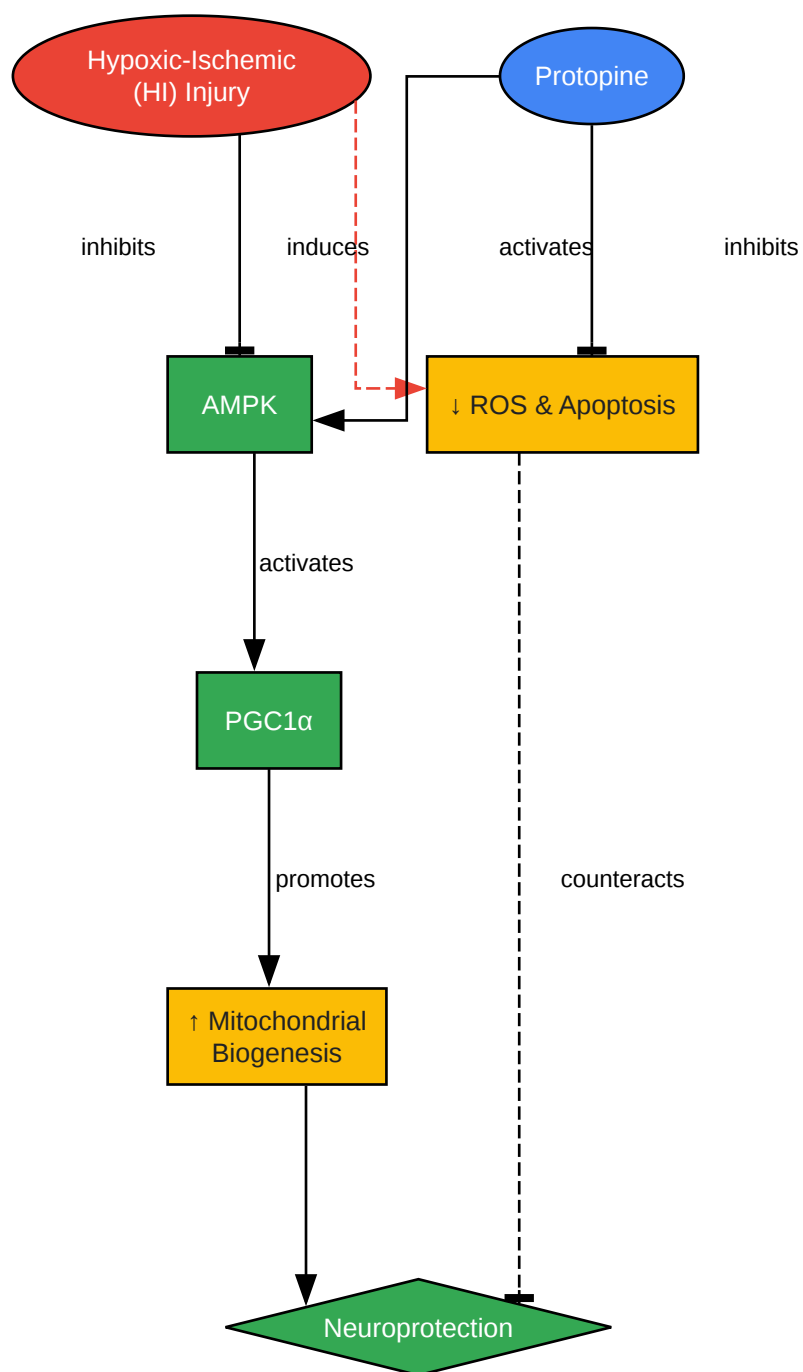 Hypoxic-Ischemic
(HI) Injury
Protopine
inhibits
induces
activates
inhibits
AMPK
↓ ROS & Apoptosis
activates
PGC1α
promotes
counteracts
↑ Mitochondrial
Biogenesis
Neuroprotection